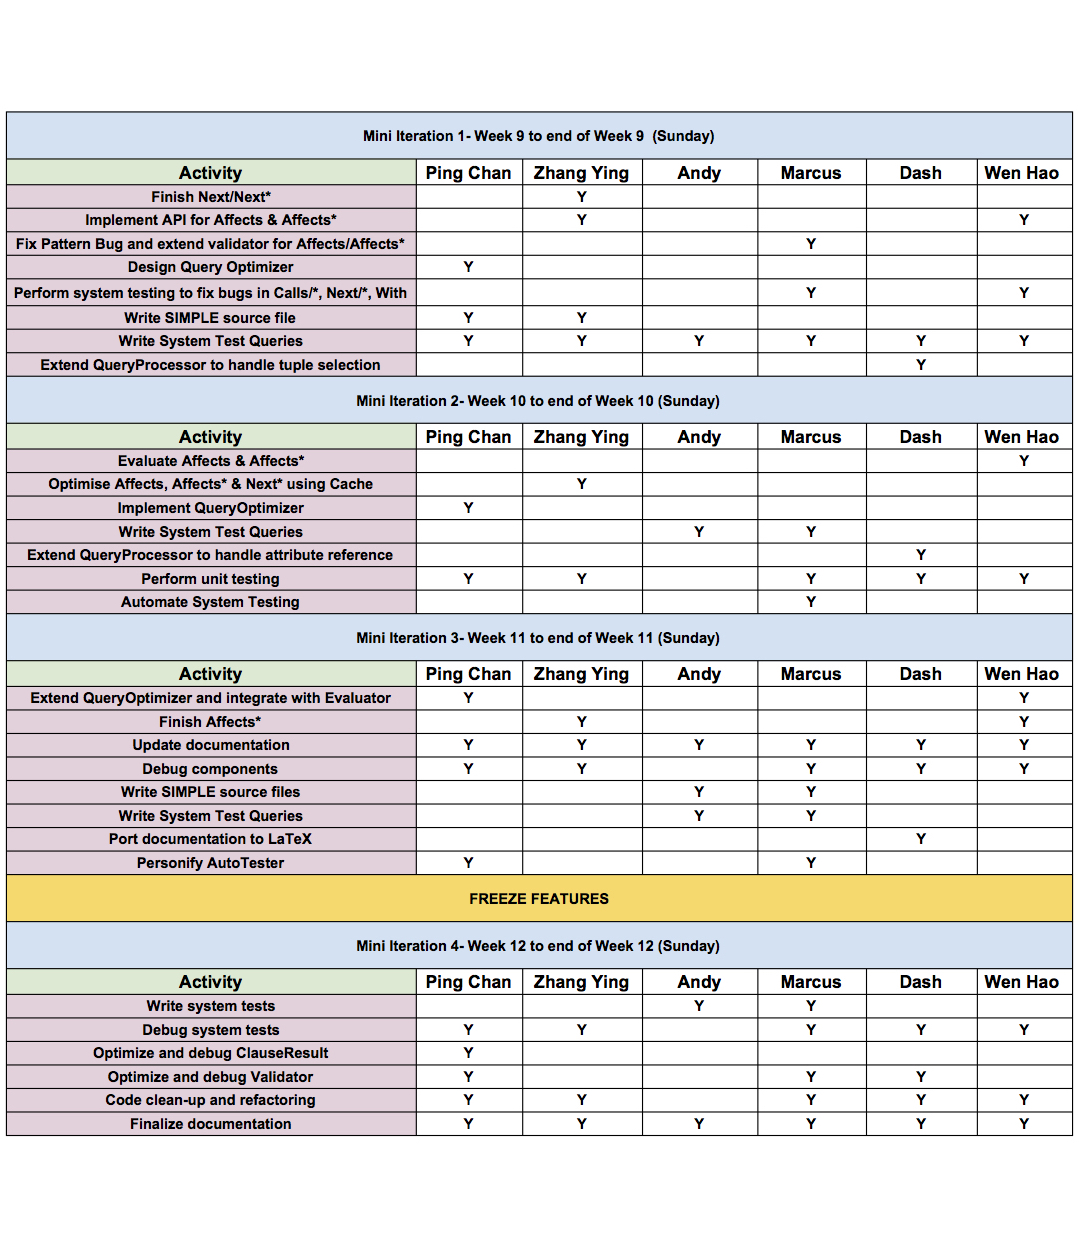 Mini Iteration 1- Week 9 to end of Week 9 (Sunday)
Activity Ping Chan Zhang Ying Andy Marcus Dash Wen Hao
Finish Next/Next* Y
Implement API for Affects & Affects* Y Y
Fix Pattern Bug and extend validator for Affects/Affects* Y
Design Query Optimizer Y
Perform system testing to fix bugs in Calls/*, Next/*, With Y Y
Write SIMPLE source file Y Y
Write System Test Queries Y Y Y Y Y Y
Extend QueryProcessor to handle tuple selection Y
Mini Iteration 2- Week 10 to end of Week 10 (Sunday)
Activity Ping Chan Zhang Ying Andy Marcus Dash Wen Hao
Evaluate Affects & Affects* Y
Optimise Affects, Affects* & Next* using Cache Y
Implement QueryOptimizer Y
Write System Test Queries Y Y
Extend QueryProcessor to handle attribute reference Y
Perform unit testing Y Y Y Y Y
Automate System Testing Y
Mini Iteration 3- Week 11 to end of Week 11 (Sunday)
Activity Ping Chan Zhang Ying Andy Marcus Dash Wen Hao
Extend QueryOptimizer and integrate with Evaluator Y Y
Finish Affects* Y Y
Update documentation Y Y Y Y Y Y
Debug components Y Y Y Y Y
Write SIMPLE source files Y Y
Write System Test Queries Y Y
Port documentation to LaTeX Y
Personify AutoTester Y Y
FREEZE FEATURES
Mini Iteration 4- Week 12 to end of Week 12 (Sunday)
Activity Ping Chan Zhang Ying Andy Marcus Dash Wen Hao
Write system tests Y Y
Debug system tests Y Y Y Y Y
Optimize and debug ClauseResult Y
Optimize and debug Validator Y Y Y
Code clean-up and refactoring Y Y Y Y Y
Finalize documentation Y Y Y Y Y Y